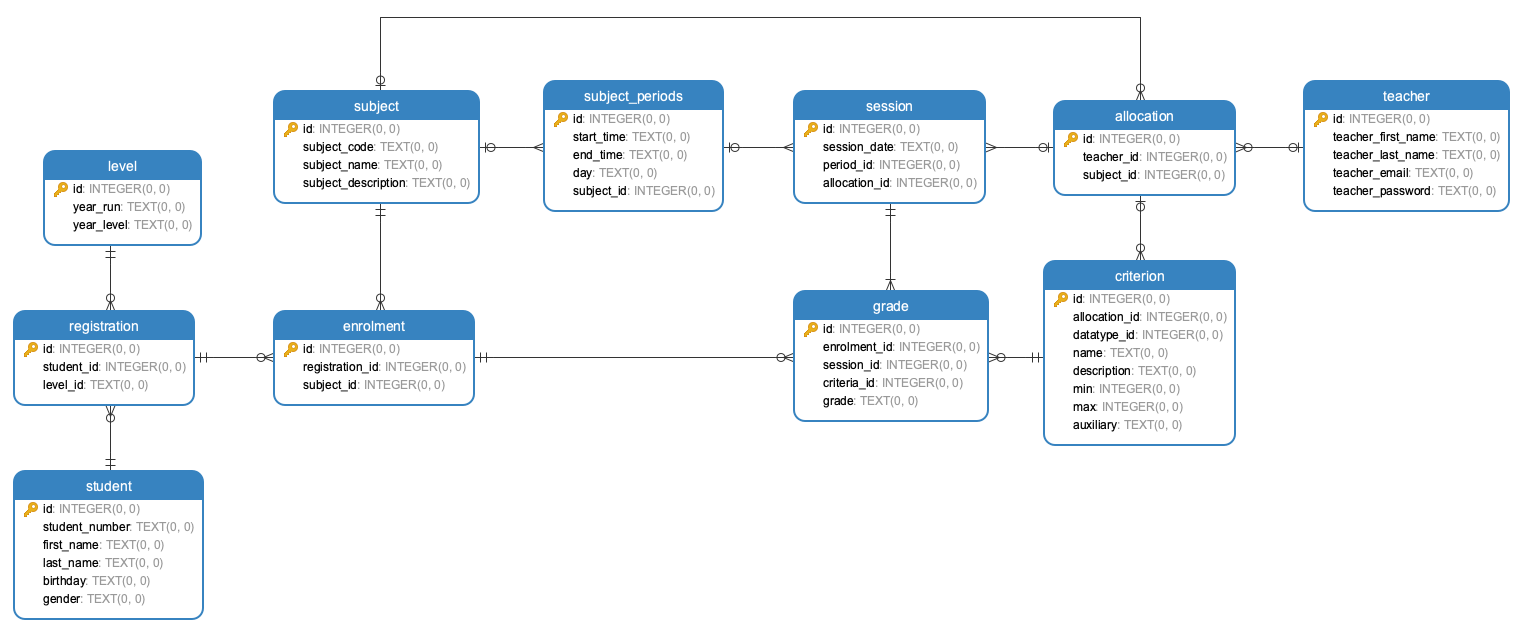 subject
id: INTEGER(0, 0)
subject_code: TEXT(0, 0)
subject_name: TEXT(0, 0)
subject_description: TEXT(0, 0)
subject_periods
id: INTEGER(0, 0)
start_time: TEXT(0, 0)
end_time: TEXT(0, 0)
day: TEXT(0, 0)
subject_id: INTEGER(0, 0)
session
id: INTEGER(0, 0)
session_date: TEXT(0, 0)
period_id: INTEGER(0, 0)
allocation_id: INTEGER(0, 0)
allocation
id: INTEGER(0, 0)
teacher_id: INTEGER(0, 0)
subject_id: INTEGER(0, 0)
teacher
id: INTEGER(0, 0)
teacher_first_name: TEXT(0, 0)
teacher_last_name: TEXT(0, 0)
teacher_email: TEXT(0, 0)
teacher_password: TEXT(0, 0)
level
id: INTEGER(0, 0)
year_run: TEXT(0, 0)
year_level: TEXT(0, 0)
registration
id: INTEGER(0, 0)
student_id: INTEGER(0, 0)
level_id: TEXT(0, 0)
enrolment
id: INTEGER(0, 0)
registration_id: INTEGER(0, 0)
subject_id: INTEGER(0, 0)
grade
id: INTEGER(0, 0)
enrolment_id: INTEGER(0, 0)
session_id: INTEGER(0, 0)
criteria_id: INTEGER(0, 0)
grade: TEXT(0, 0)
criterion
id: INTEGER(0, 0)
allocation_id: INTEGER(0, 0)
datatype_id: INTEGER(0, 0)
name: TEXT(0, 0)
description: TEXT(0, 0)
min: INTEGER(0, 0)
max: INTEGER(0, 0)
auxiliary: TEXT(0, 0)
student
id: INTEGER(0, 0)
student_number: TEXT(0, 0)
first_name: TEXT(0, 0)
last_name: TEXT(0, 0)
birthday: TEXT(0, 0)
gender: TEXT(0, 0)